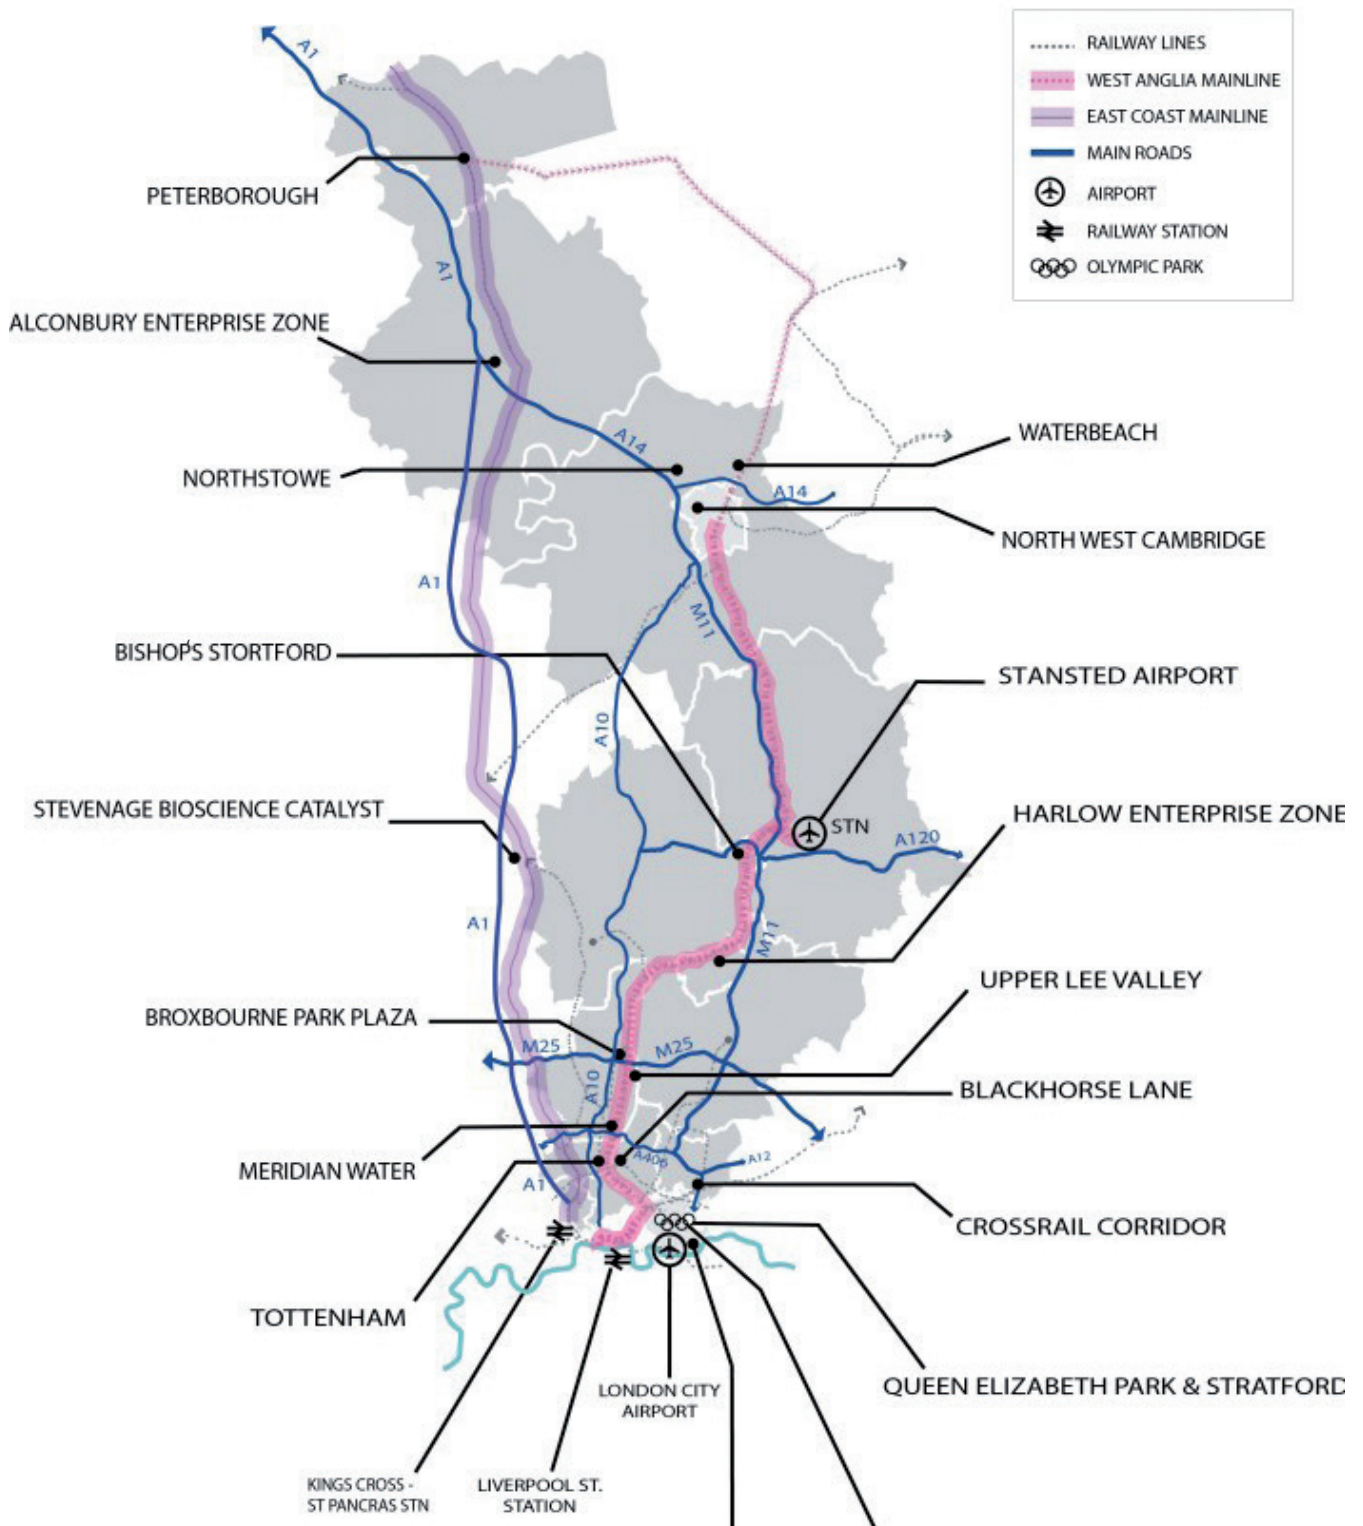 RAILWAY LINES
WEST ANGLIA MAINLINE
EAST COAST MAINLINE
MAIN ROADS
AIRPORT
RAILWAY STATION
OLYMPIC PARK
A1
PETERBOROUGH
A1
ALCONBURY ENTERPRISE ZONE
WATERBEACH
A14
NORTHSTOWE
A14
NORTH WEST CAMBRIDGE
A1
M11
BISHOP'S STORTFORD
STANSTED AIRPORT
A10
STEVENAGE BIOSCIENCE CATALYST
HARLOW ENTERPRISE ZONE
STN
A120
A1
M11
UPPER LEE VALLEY
BROXBOURNE PARK PLAZA
M25
M25
A10
BLACKHORSE LANE
MERIDIAN WATER
A406
A12
A1
CROSSRAIL CORRIDOR
TOTTENHAM
QUEEN ELIZABETH PARK & STRATFORD
LONDON CITY
AIRPORT
KINGS CROSS -
ST PANCRAS STN
LIVERPOOL ST.
STATION